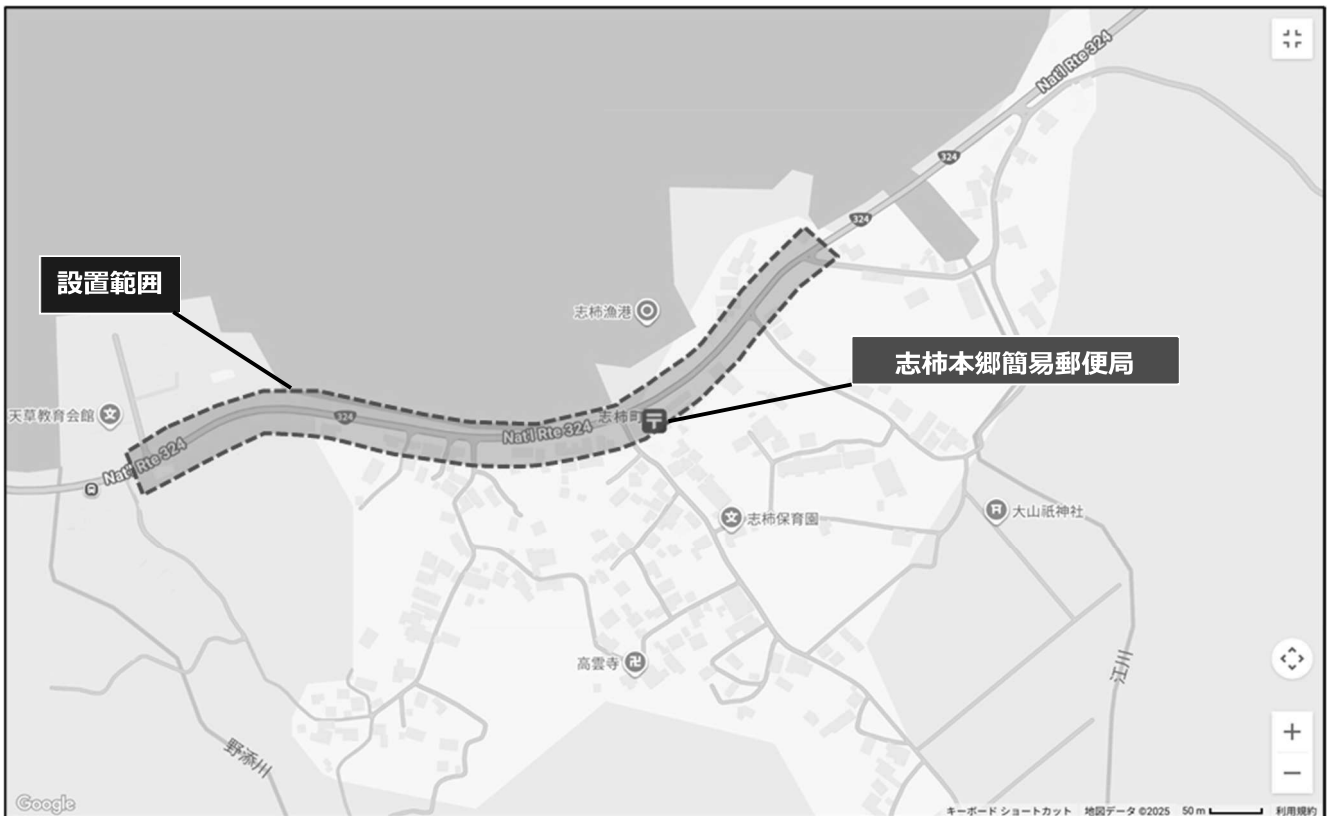 Nat'l Rte 324
324
324
設置範囲
志柿漁港
志柿本郷簡易郵便局
天草教育会館
324
志柿町
Nat'l Rte 324
Nat'l Rte 324
志柿保育園
大山祇神社
高雲寺
三江川
野添川
Google
キーボード ショートカット 地図データ ©2025 50 m 利用規約